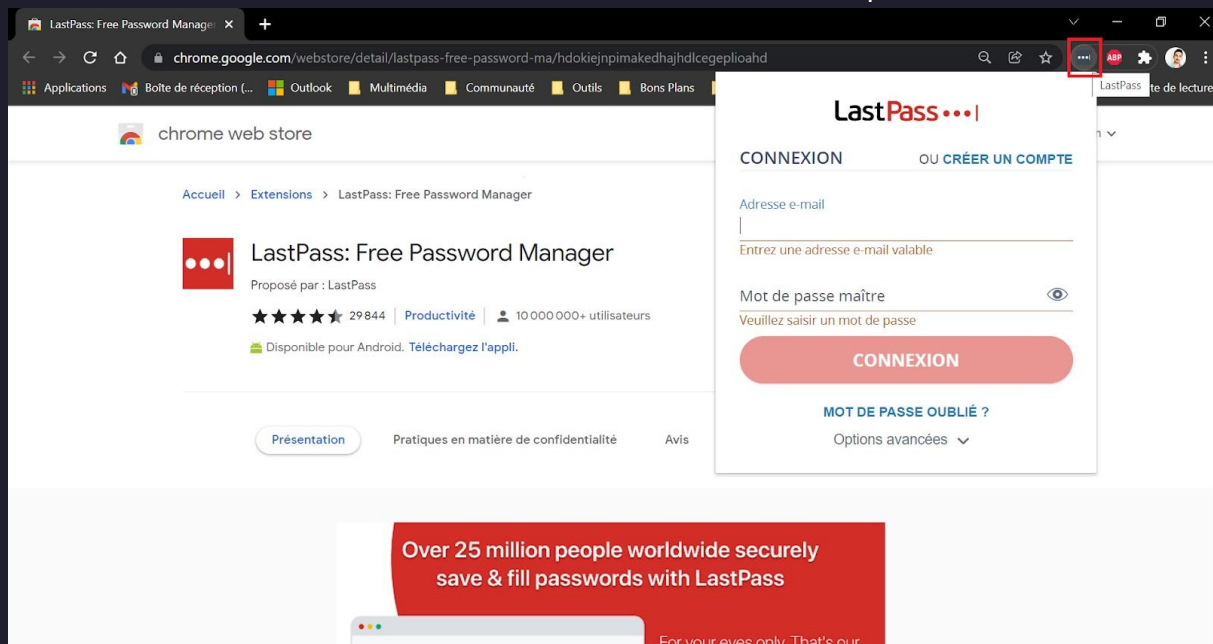 LastPass: Free Password Manager
chrome.google.com/webstore/detail/lastpass-free-password-ma/hdokiejnpimakedhajhdlcegeplioahd
ABP
Applications Boîte de réception (... Outlook Multimédia Communauté Outils Bons Plans te de lecture
LastPass
chrome web store
LastPass
CONNEXION OU CRÉER UN COMPTE
Accueil > Extensions > LastPass: Free Password Manager
Adresse e-mail
Entrez une adresse e-mail valable
LastPass: Free Password Manager
Proposé par : LastPass
29 844 Productivité 10 000 000+ utilisateurs
Disponible pour Android. Téléchargez l'appli.
Mot de passe maître
Veuillez saisir un mot de passe
CONNEXION
MOT DE PASSE OUBLIÉ ?
Options avancées
Présentation Pratiques en matière de confidentialité Avis
Over 25 million people worldwide securely
save & fill passwords with LastPass
For your eyes only. That's our